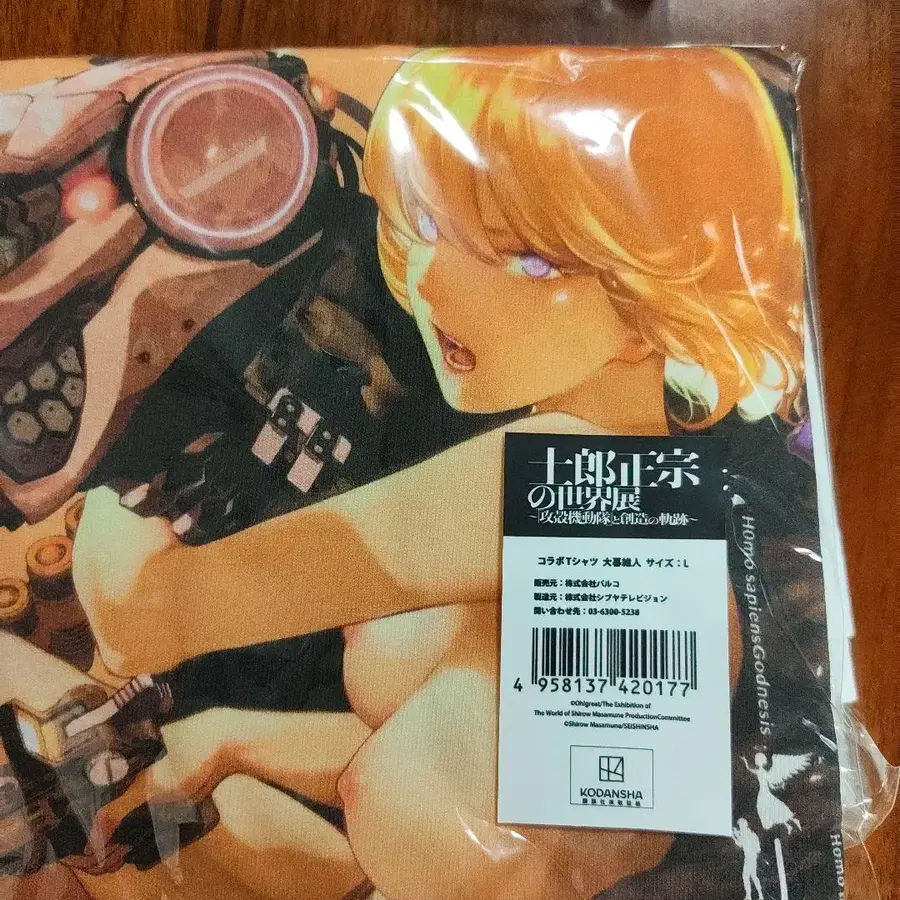 士郎正宗
の世界展
~「攻殻機動隊」と創造の軌跡~
コラボTシャツ 大暮維人 サイズ:L
販売元:株式会社パルコ
製造元:株式会社シブヤテレビジョン
問い合わせ先:03-6300-5238
4 958137 420177
©Oh!great/The Exhibition of
The World of Shirow Masamune ProductionCommittee
©Shirow Masamune/SEISHINSHA
KODANSHA
Homo sapiensGodnesis
Homo